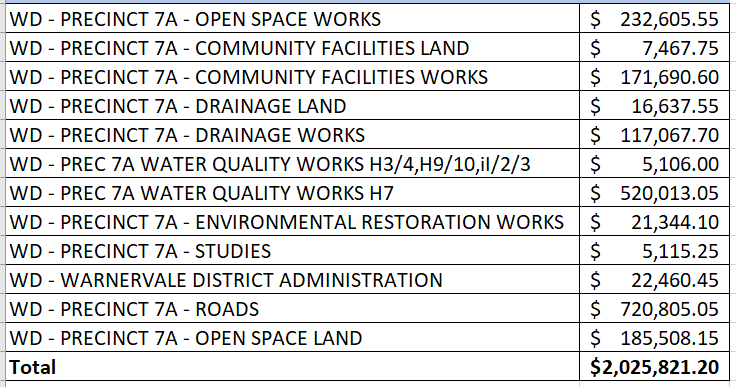 WD - PRECINCT 7A - OPEN SPACE WORKS $ 232,605.55
WD - PRECINCT 7A - COMMUNITY FACILITIES LAND $ 7,467.75
WD - PRECINCT 7A - COMMUNITY FACILITIES WORKS $ 171,690.60
WD - PRECINCT 7A - DRAINAGE LAND $ 16,637.55
WD - PRECINCT 7A - DRAINAGE WORKS $ 117,067.70
WD - PREC 7A WATER QUALITY WORKS H3/4,H9/10,iI/2/3 $ 5,106.00
WD - PREC 7A WATER QUALITY WORKS H7 $ 520,013.05
WD - PRECINCT 7A - ENVIRONMENTAL RESTORATION WORKS $ 21,344.10
WD - PRECINCT 7A - STUDIES $ 5,115.25
WD - WARNERVALE DISTRICT ADMINISTRATION $ 22,460.45
WD - PRECINCT 7A - ROADS $ 720,805.05
WD - PRECINCT 7A - OPEN SPACE LAND $ 185,508.15
Total $2,025,821.20